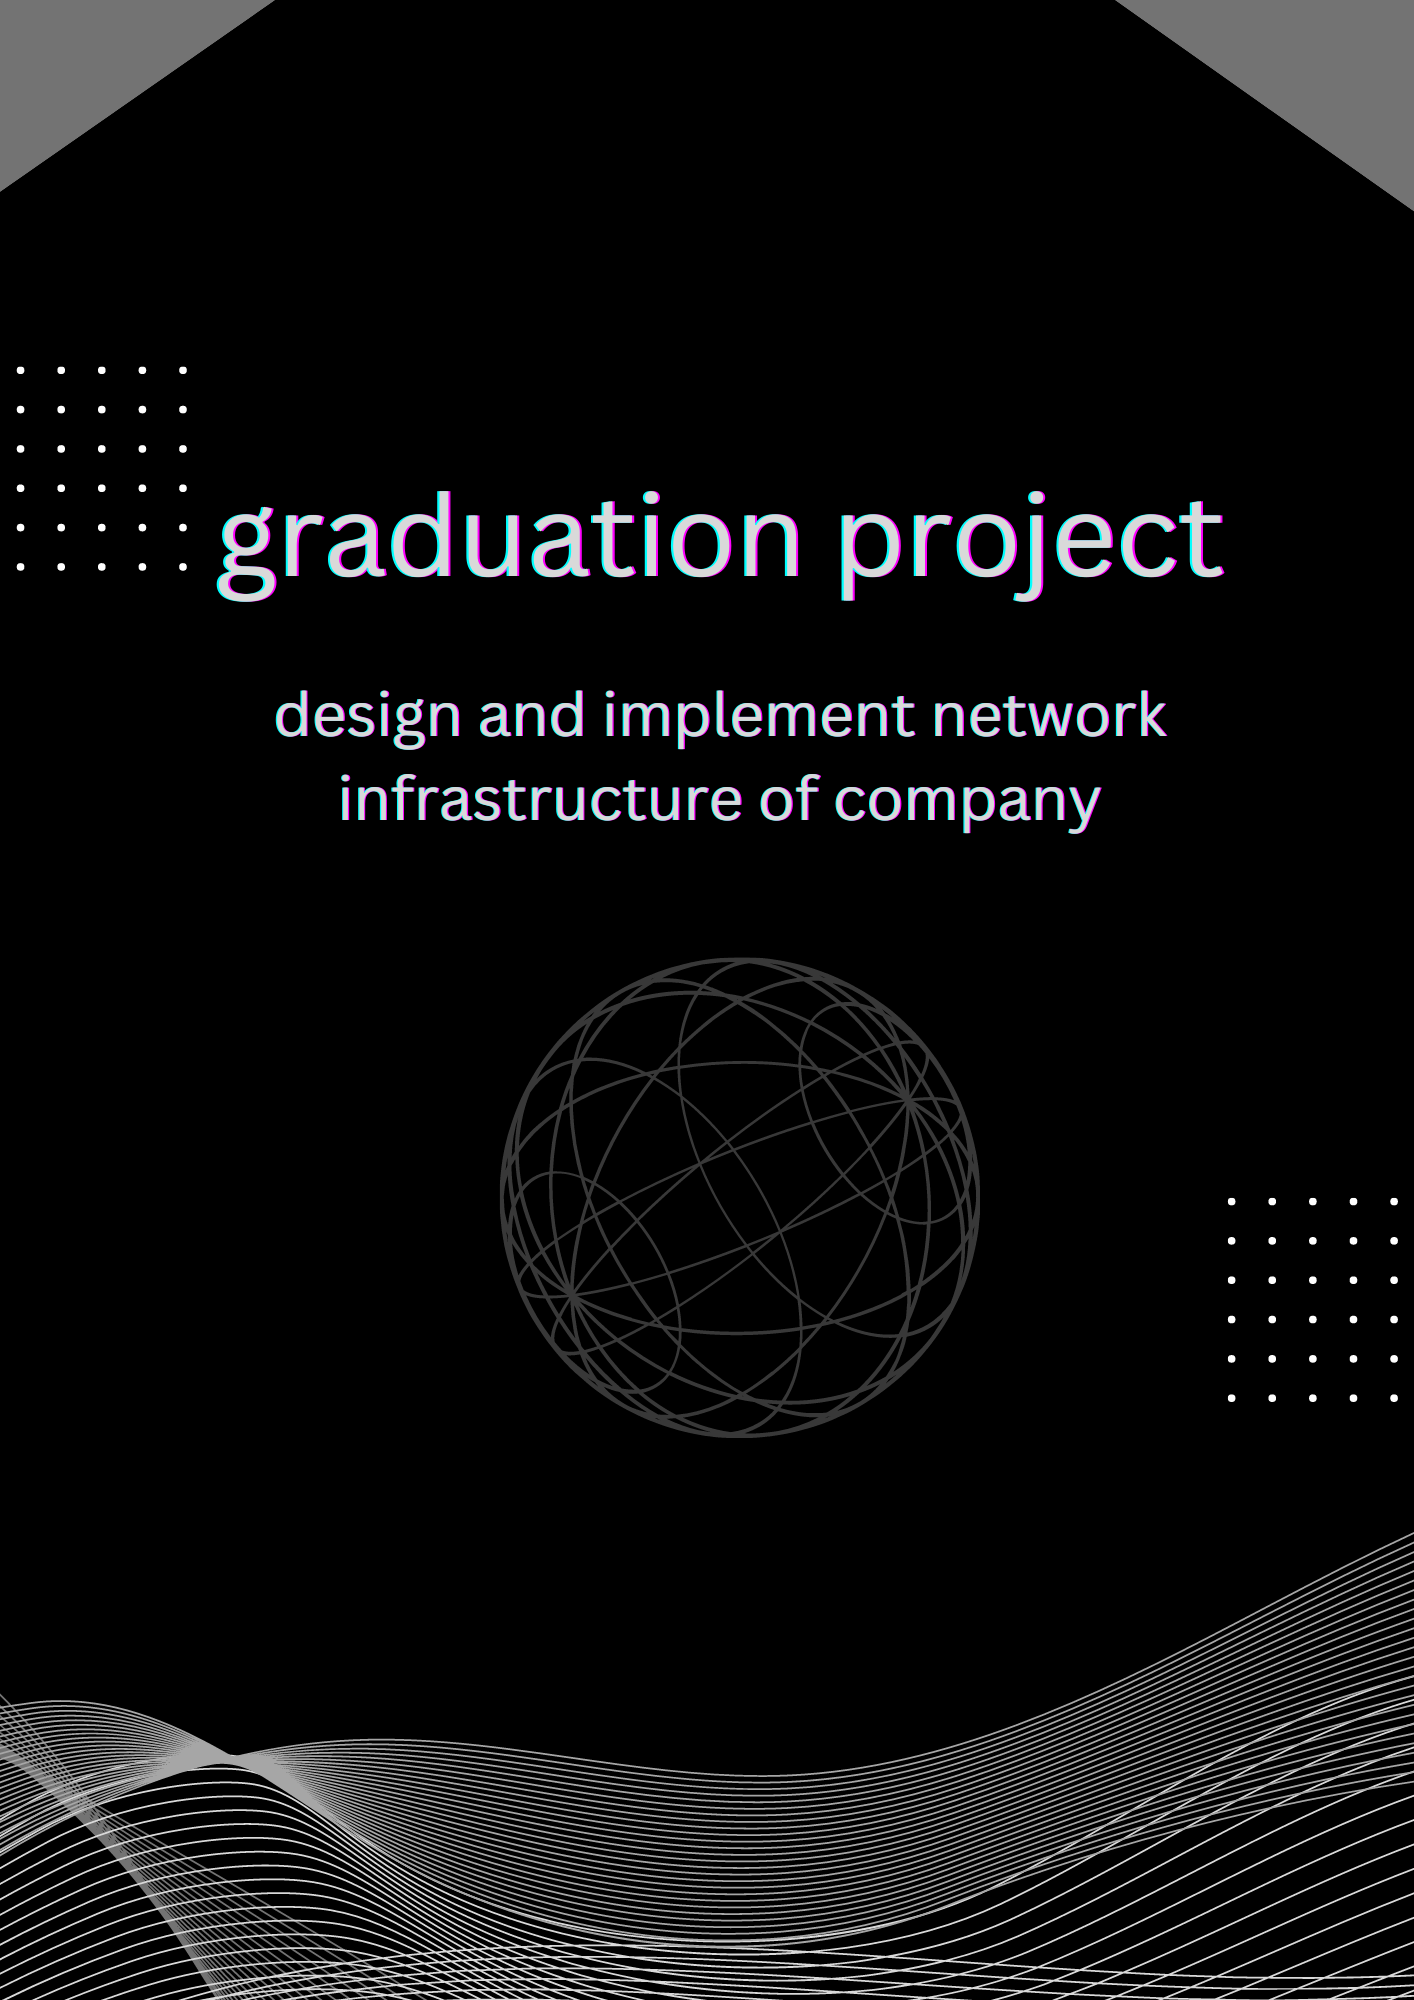 graduation project
design and implement network
infrastructure of company